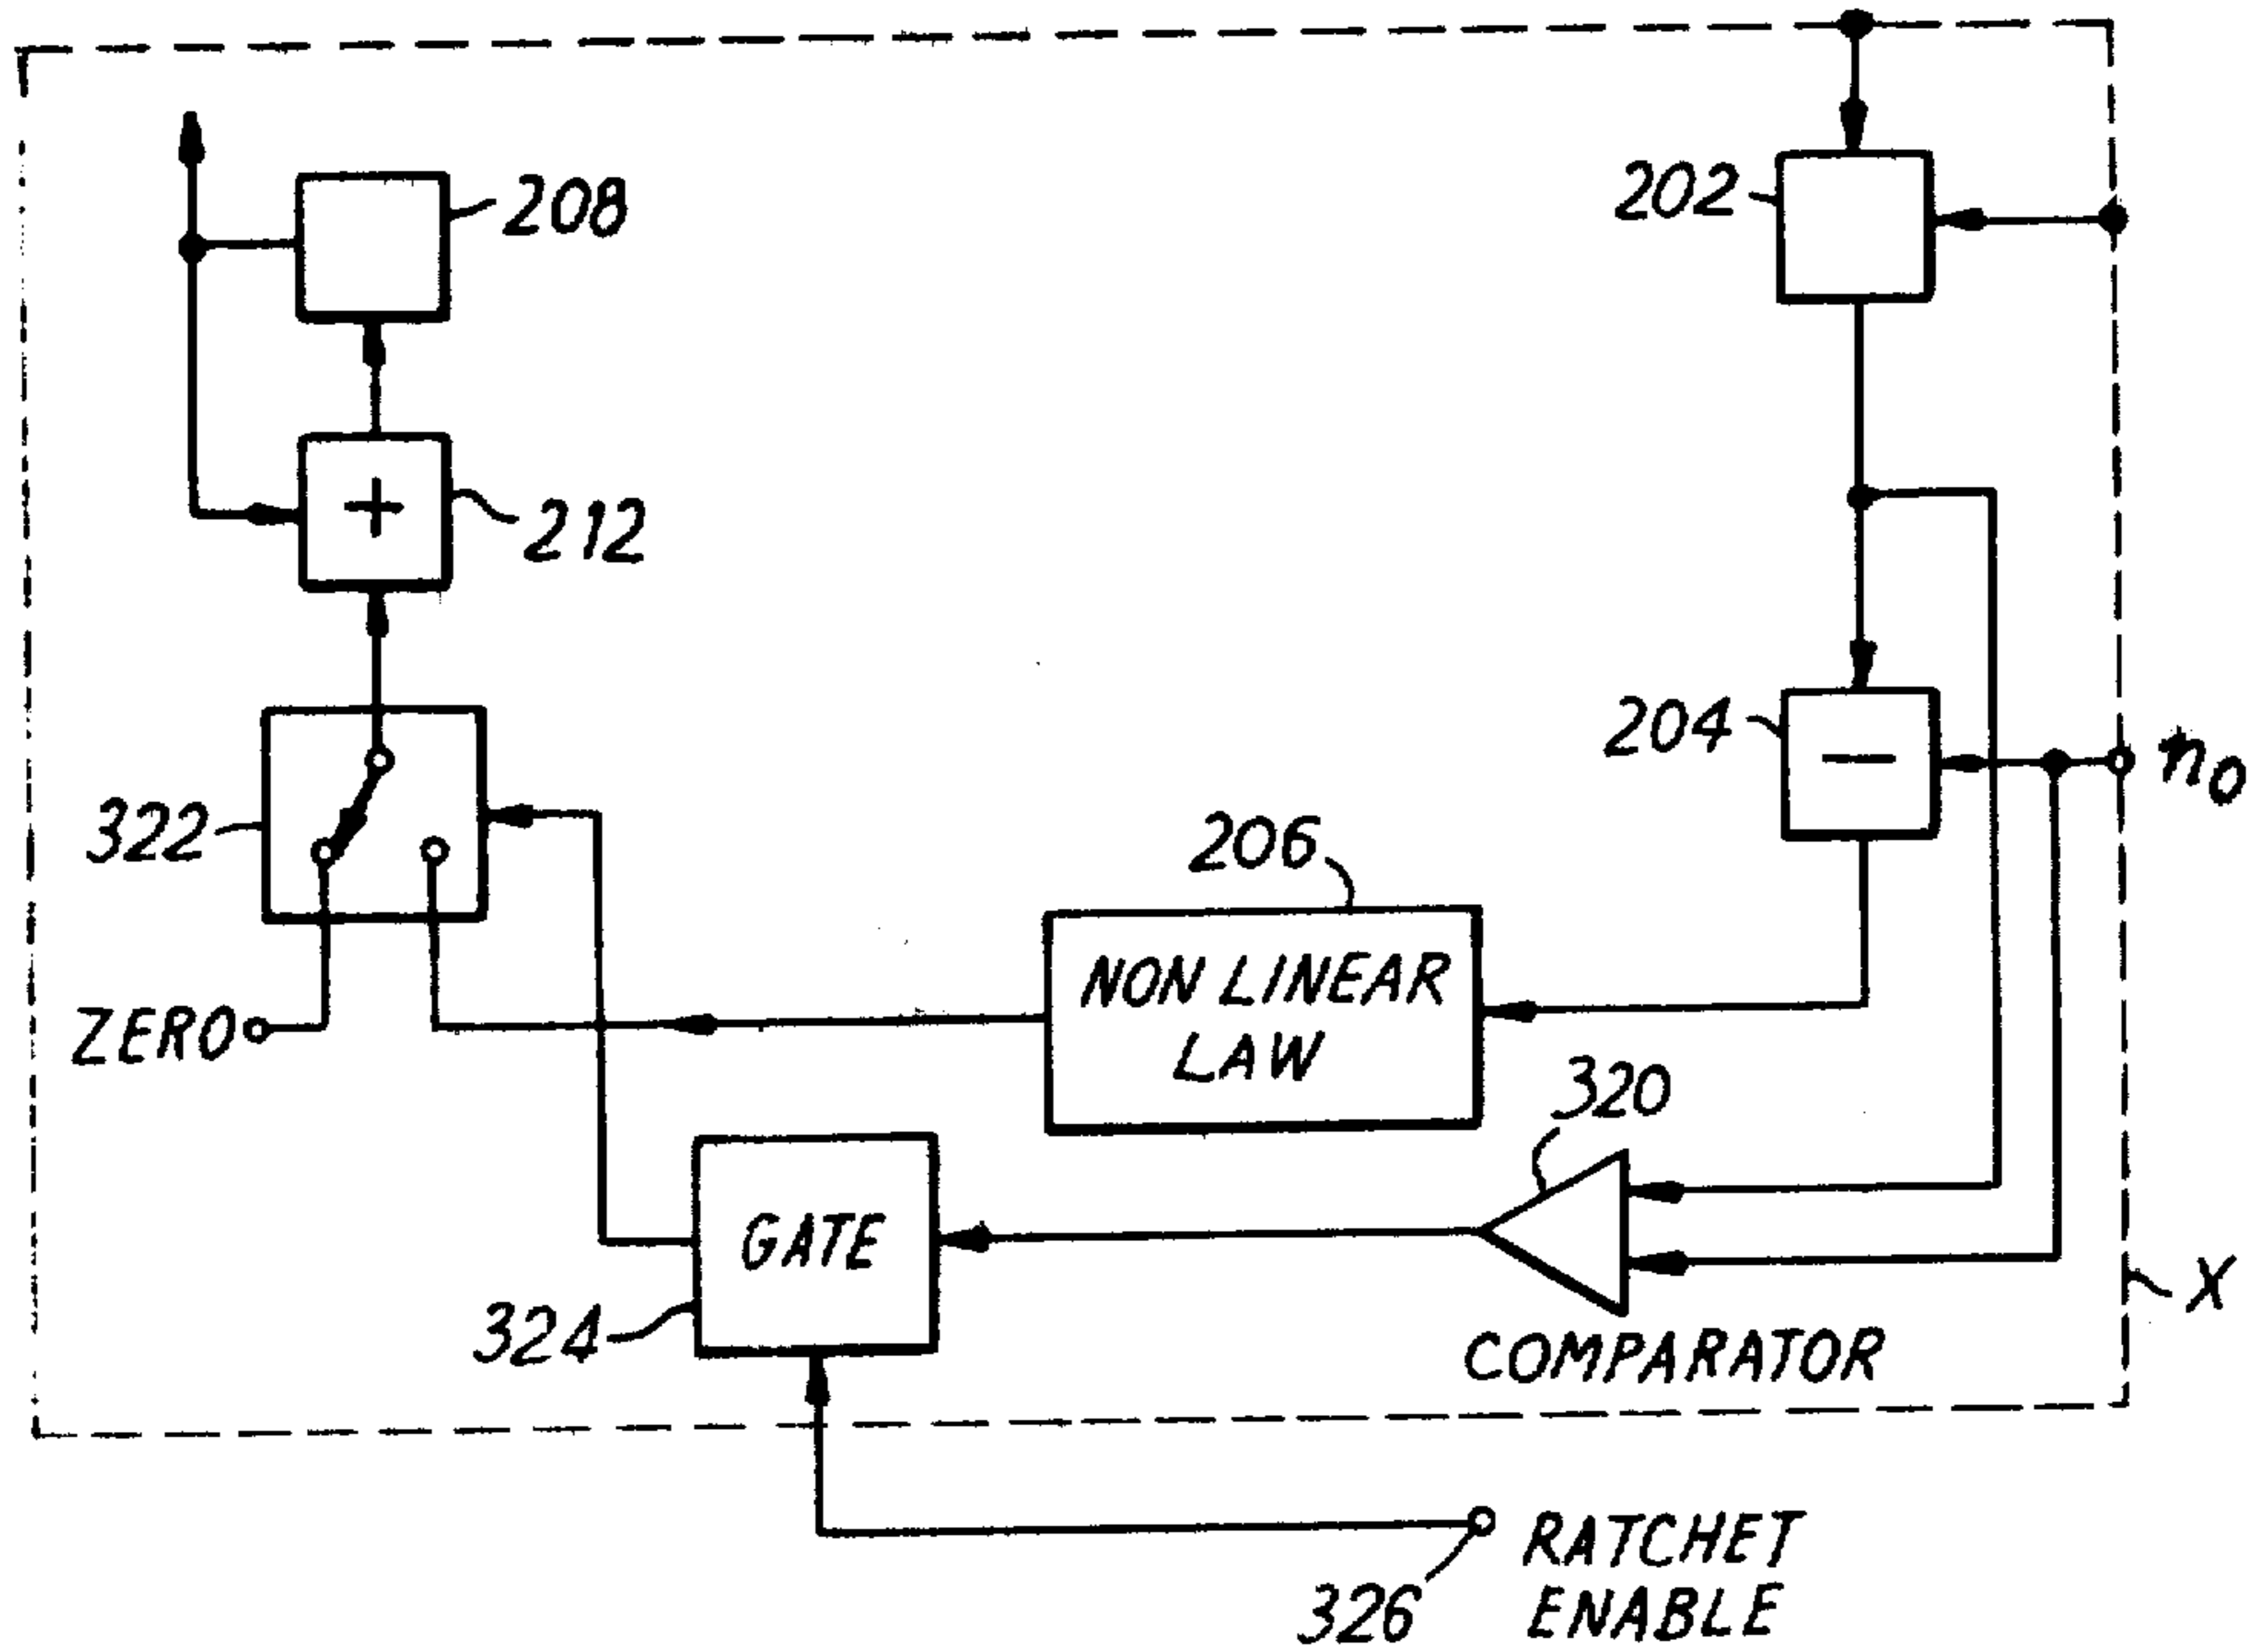 208
202
+
212
204
−
n0
322
206
NON LINEAR
LAW
ZERO
320
GATE
324
X
COMPARATOR
RATCHET
ENABLE
326